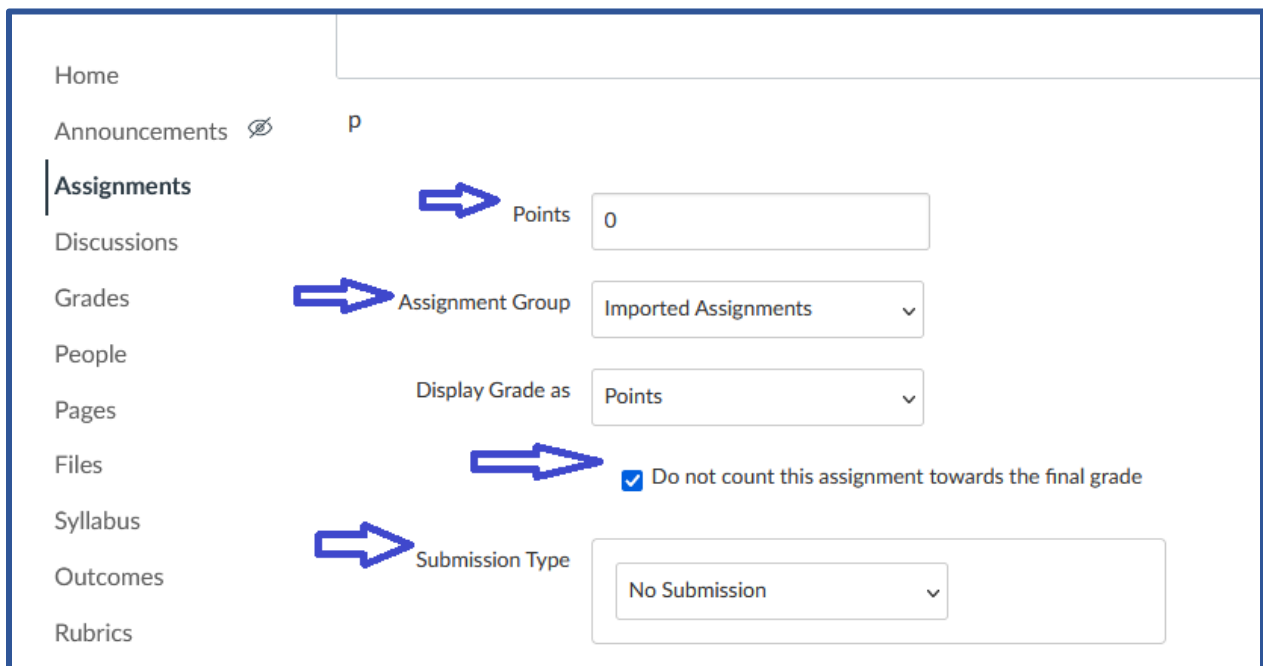 Home
Announcements
Assignments
Discussions
Grades
People
Pages
Files
Syllabus
Outcomes
Rubrics
p
Points
0
Assignment Group
Imported Assignments
Display Grade as
Points
Do not count this assignment towards the final grade
Submission Type
No Submission